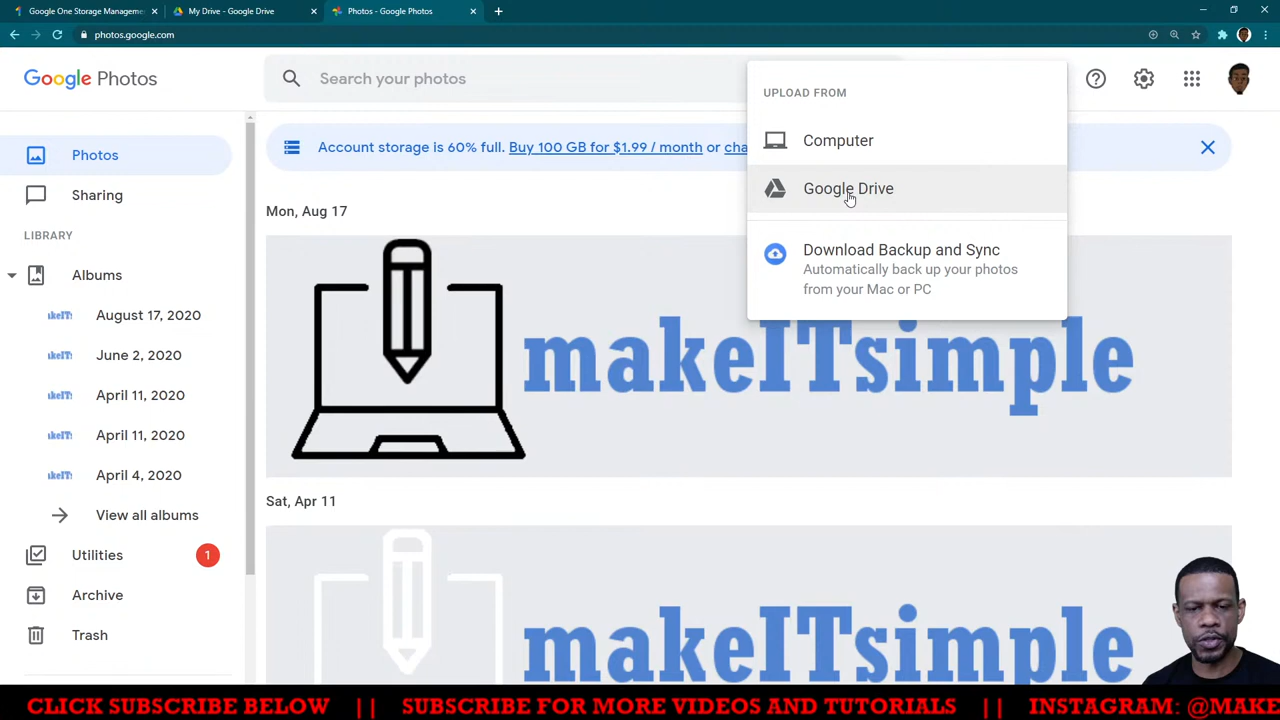 Google One Storage Manageme
My Drive - Google Drive
Photos - Google Photos
photos.google.com
Google Photos
Search your photos
UPLOAD FROM
Computer
Google Drive
Download Backup and Sync
Automatically back up your photos
from your Mac or PC
Account storage is 60% full. Buy 100 GB for $1.99 / month or cha
Photos
Sharing
LIBRARY
Albums
August 17, 2020
June 2, 2020
April 11, 2020
April 11, 2020
April 4, 2020
View all albums
Utilities
1
Archive
Trash
Mon, Aug 17
makeITsimple
Sat, Apr 11
makeITsimple
CLICK SUBSCRIBE BELOW || SUBSCRIBE FOR MORE VIDEOS AND TUTORIALS || INSTAGRAM: @MAKE